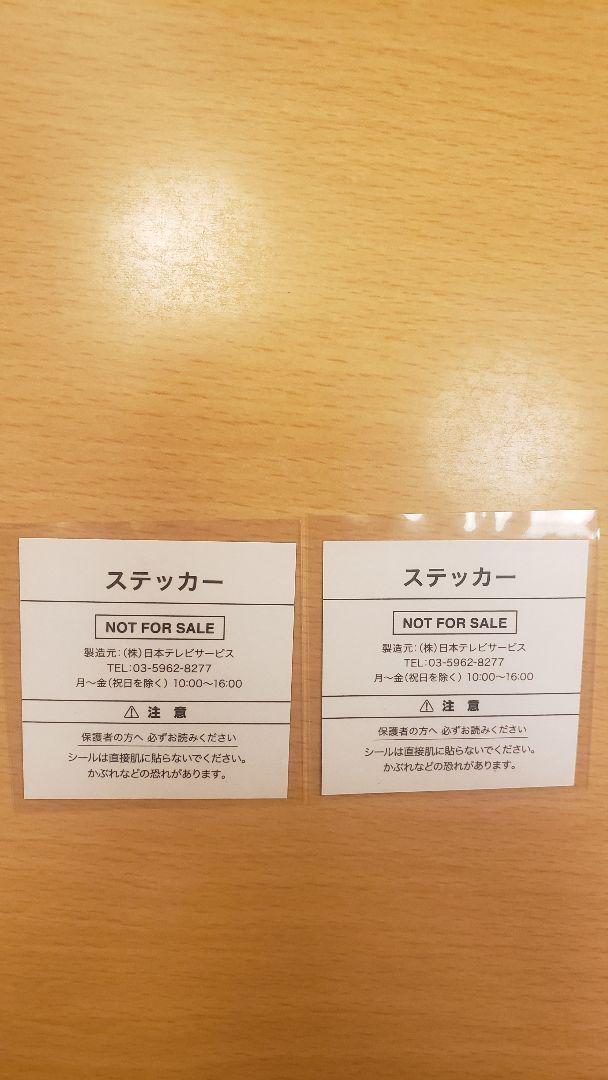 ステッカー
NOT FOR SALE
製造元:(株)日本テレビサービス
TEL:03-5962-8277
月~金(祝日を除く) 10:00~16:00
⚠ 注 意
保護者の方へ 必ずお読みください
シールは直接肌に貼らないでください。
かぶれなどの恐れがあります。
ステッカー
NOT FOR SALE
製造元:(株)日本テレビサービス
TEL:03-5962-8277
月~金(祝日を除く) 10:00~16:00
⚠ 注 意
保護者の方へ 必ずお読みください
シールは直接肌に貼らないでください。
かぶれなどの恐れがあります。